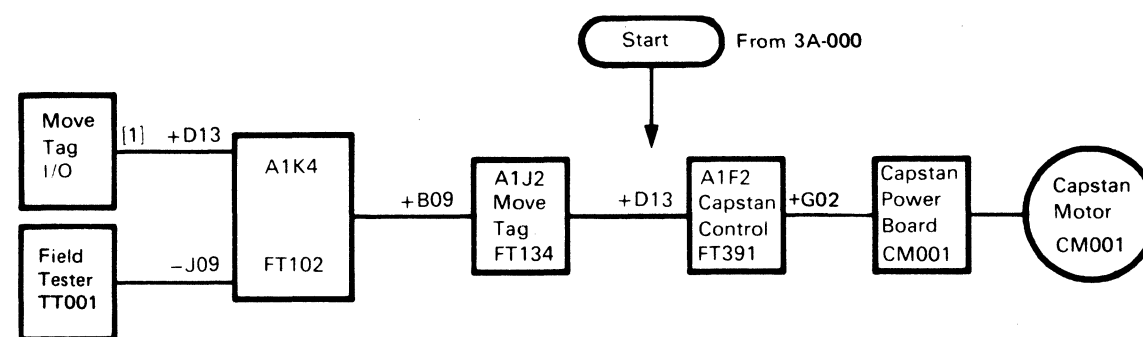 Start
From 3A-000
Move
Tag
I/O
[1] +D13
Field
Tester
TT001
−J09
A1K4
FT102
+B09
A1J2
Move
Tag
FT134
+D13
A1F2
Capstan
Control
FT391
+G02
Capstan
Power
Board
CM001
Capstan
Motor
CM001